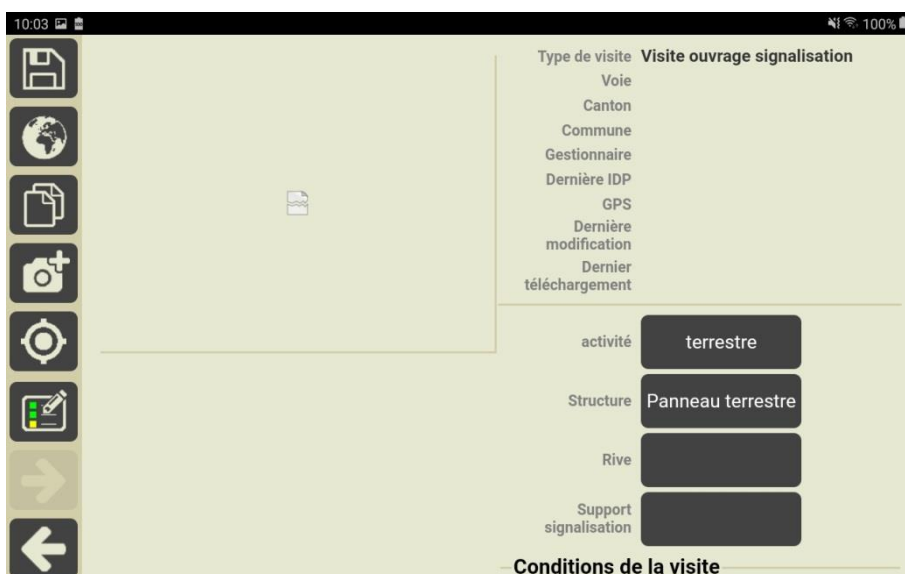 10:03
100%
Type de visite Visite ouvrage signalisation
Voie
Canton
Commune
Gestionnaire
Dernière IDP
GPS
Dernière
modification
Dernier
téléchargement
activité terrestre
Structure Panneau terrestre
Rive
Support
signalisation
Conditions de la visite